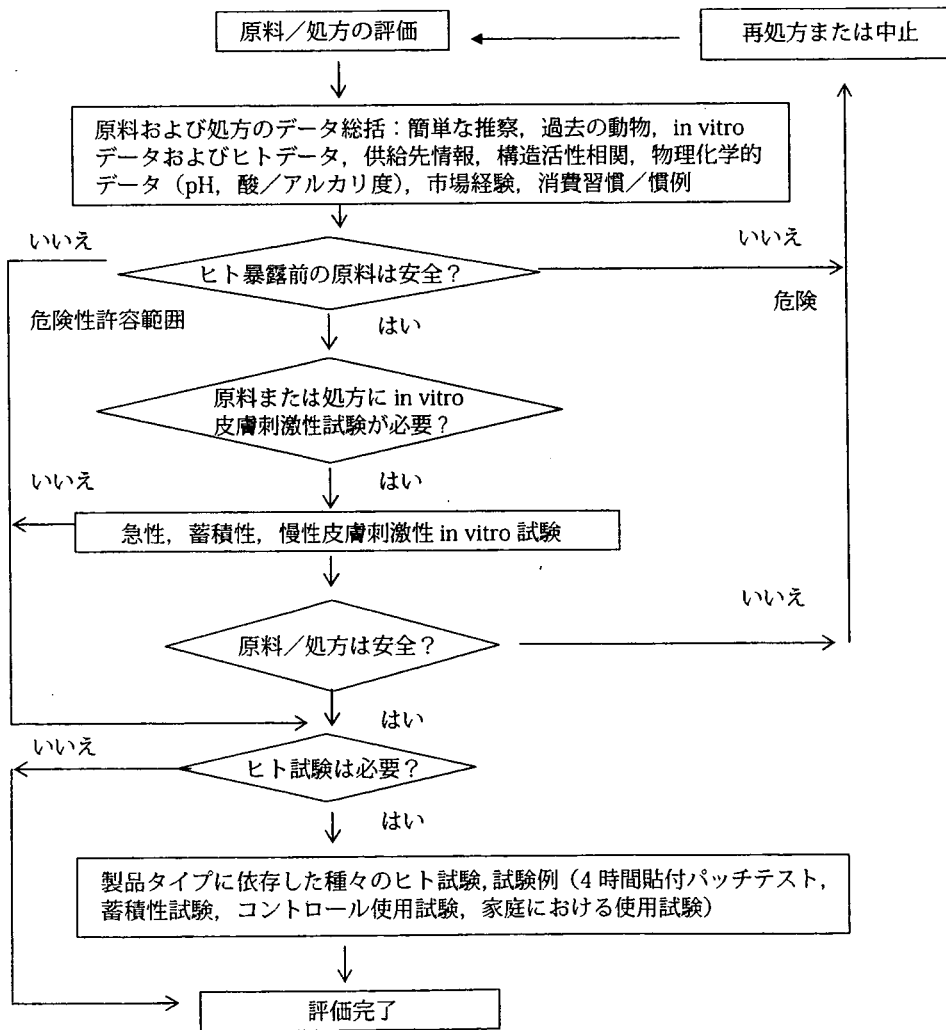 原料／処方の評価
再処方または中止
原料および処方のデータ総括：簡単な推察，過去の動物，in vitro
データおよびヒトデータ，供給先情報，構造活性相関，物理化学的
データ（pH，酸／アルカリ度），市場経験，消費習慣／慣例
いいえ
いいえ
ヒト暴露前の原料は安全？
危険性許容範囲
はい
危険
原料または処方に in vitro
皮膚刺激性試験が必要？
いいえ
はい
急性，蓄積性，慢性皮膚刺激性 in vitro 試験
いいえ
原料／処方は安全？
はい
いいえ
ヒト試験は必要？
はい
製品タイプに依存した種々のヒト試験，試験例（4 時間貼付パッチテスト，
蓄積性試験，コントロール使用試験，家庭における使用試験）
評価完了